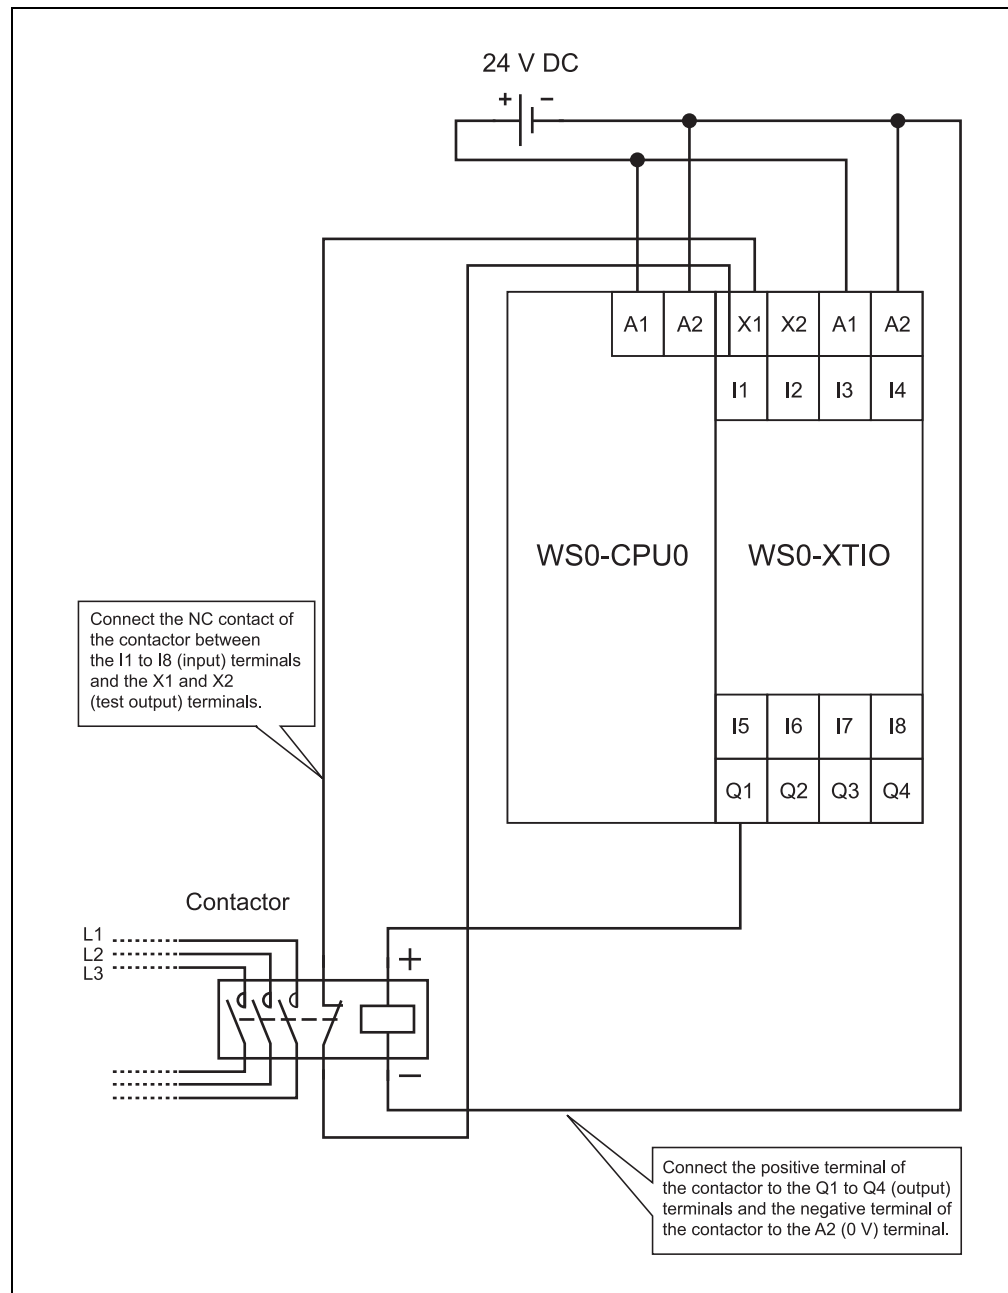 24 V DC
+ −
A1 A2 X1 X2 A1 A2
I1 I2 I3 I4
WS0-CPU0 WS0-XTIO
Connect the NC contact of
the contactor between
the I1 to I8 (input) terminals
and the X1 and X2
(test output) terminals.
I5 I6 I7 I8
Q1 Q2 Q3 Q4
Contactor
L1
L2
L3
+
−
Connect the positive terminal of
the contactor to the Q1 to Q4 (output)
terminals and the negative terminal of
the contactor to the A2 (0 V) terminal.